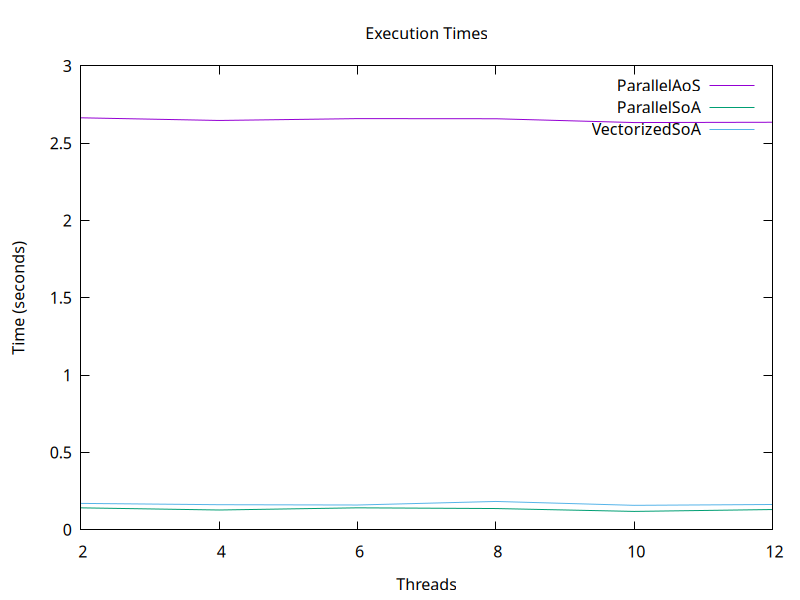 Execution Times
3
2.5
2
1.5
1
0.5
0
Time (seconds)
ParallelAoS
ParallelSoA
VectorizedSoA
2 4 6 8 10 12
Threads